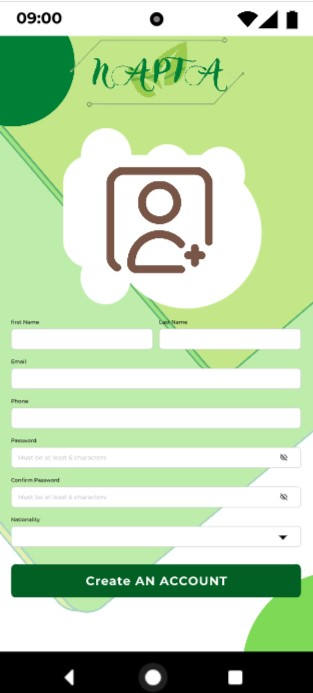 09:00
NAPTA
First Name Last Name
Email
Phone
Password
Must be at least 6 characters
Confirm Password
Must be at least 6 characters
Nationality
Create AN ACCOUNT